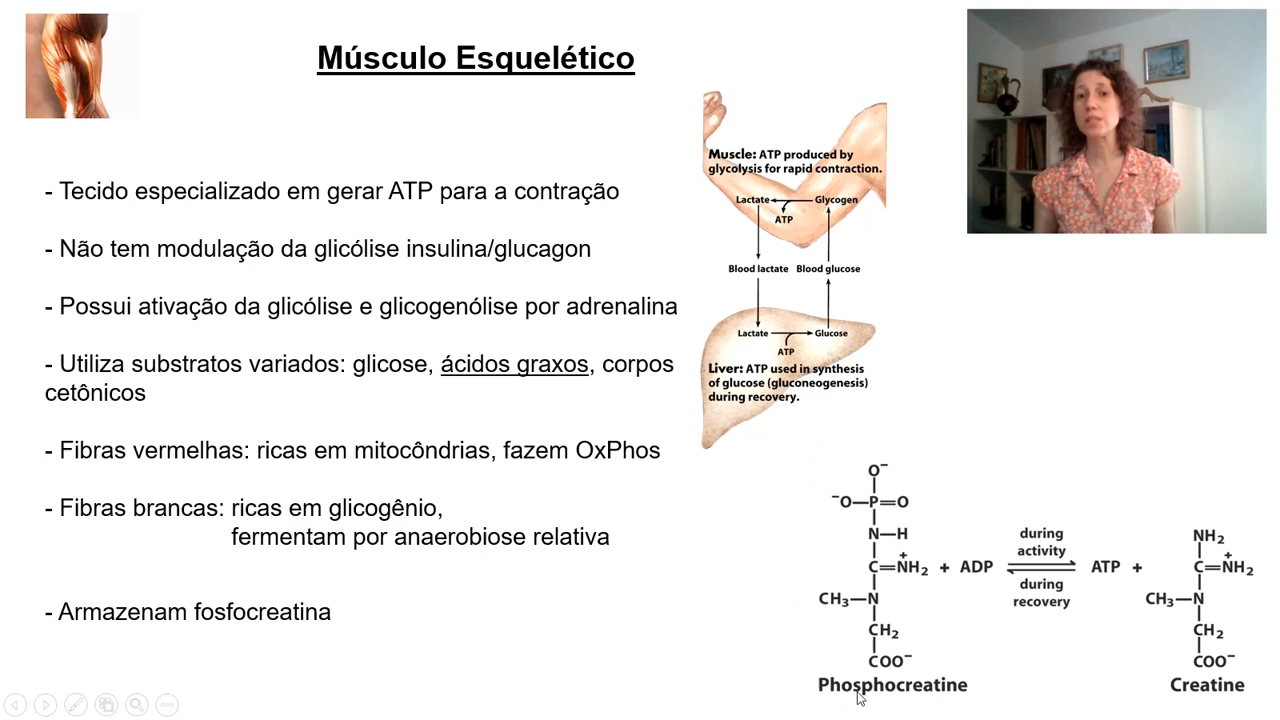 Músculo Esquelético
- Tecido especializado em gerar ATP para a contração
- Não tem modulação da glicólise insulina/glucagon
- Possui ativação da glicólise e glicogenólise por adrenalina
- Utiliza substratos variados: glicose, ácidos graxos, corpos
cetônicos
- Fibras vermelhas: ricas em mitocôndrias, fazem OxPhos
- Fibras brancas: ricas em glicogênio,
fermentam por anaerobiose relativa
- Armazenam fosfocreatina
Muscle: ATP produced by
glycolysis for rapid contraction.
Lactate Glycogen
ATP
Blood lactate Blood glucose
Lactate Glucose
ATP
Liver: ATP used in synthesis
of glucose (gluconeogenesis)
during recovery.
O⁻
⁻O—P=O
N—H
C=N⁺H₂ + ADP
CH₃—N
CH₂
COO⁻
Phosphocreatine
during
activity
during
recovery
ATP +
NH₂
C=N⁺H₂
CH₃—N
CH₂
COO⁻
Creatine